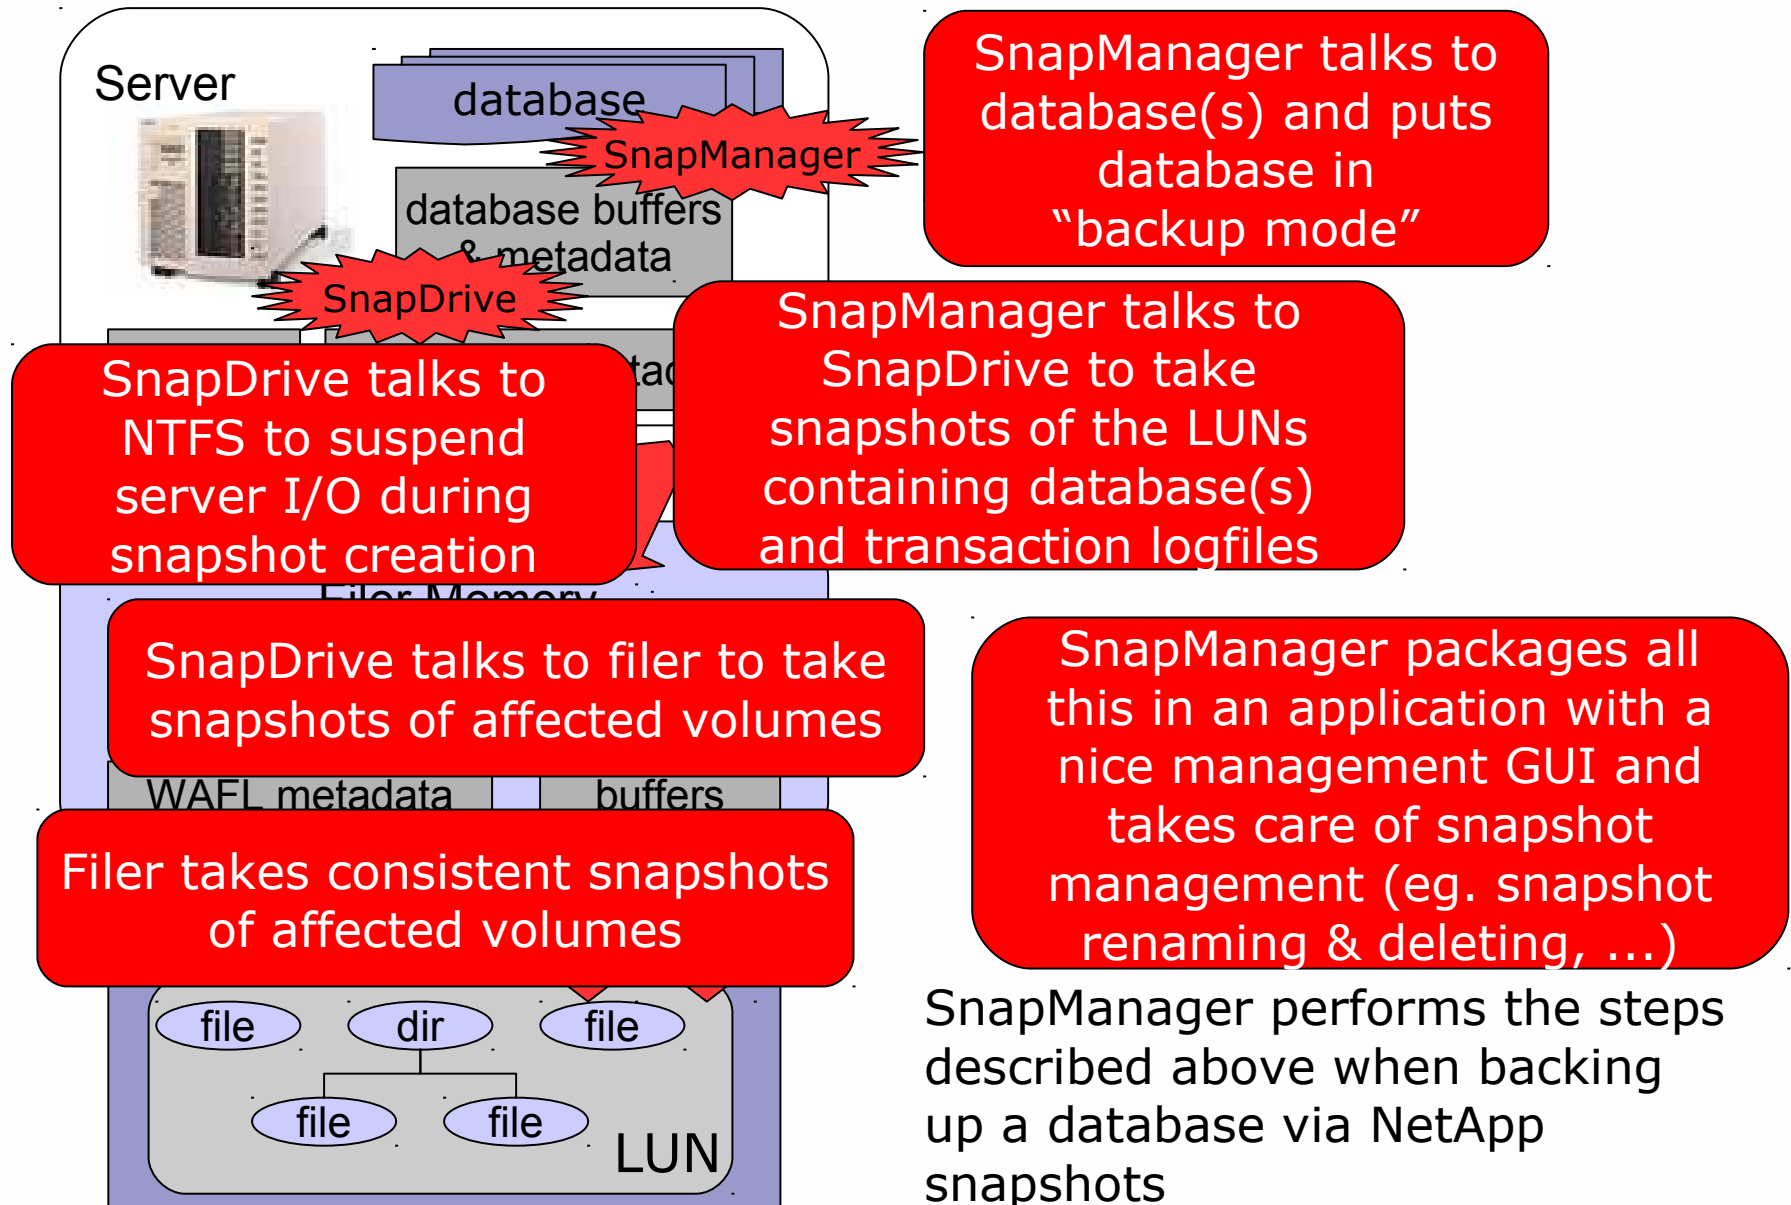 Server
database
SnapManager
database buffers
& metadata
SnapDrive
SnapManager talks to
database(s) and puts
database in
“backup mode”
SnapManager talks to
SnapDrive to take
snapshots of the LUNs
containing database(s)
and transaction logfiles
SnapDrive talks to
NTFS to suspend
server I/O during
snapshot creation
Filer Memory
SnapDrive talks to filer to take
snapshots of affected volumes
WAFL metadata
buffers
Filer takes consistent snapshots
of affected volumes
SnapManager packages all
this in an application with a
nice management GUI and
takes care of snapshot
management (eg. snapshot
renaming & deleting, ...)
file
dir
file
file
file
LUN
SnapManager performs the steps
described above when backing
up a database via NetApp
snapshots